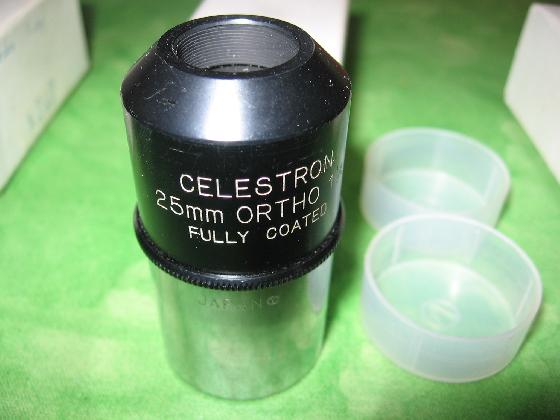 CELESTRON
25mm ORTHO
FULLY COATED
JAPAN